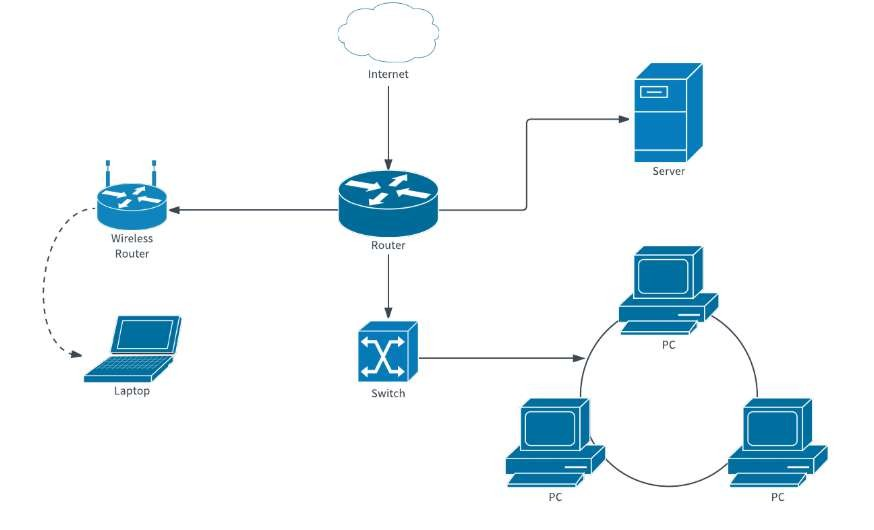 Internet
Server
Wireless
Router
Router
PC
Laptop
Switch
PC
PC